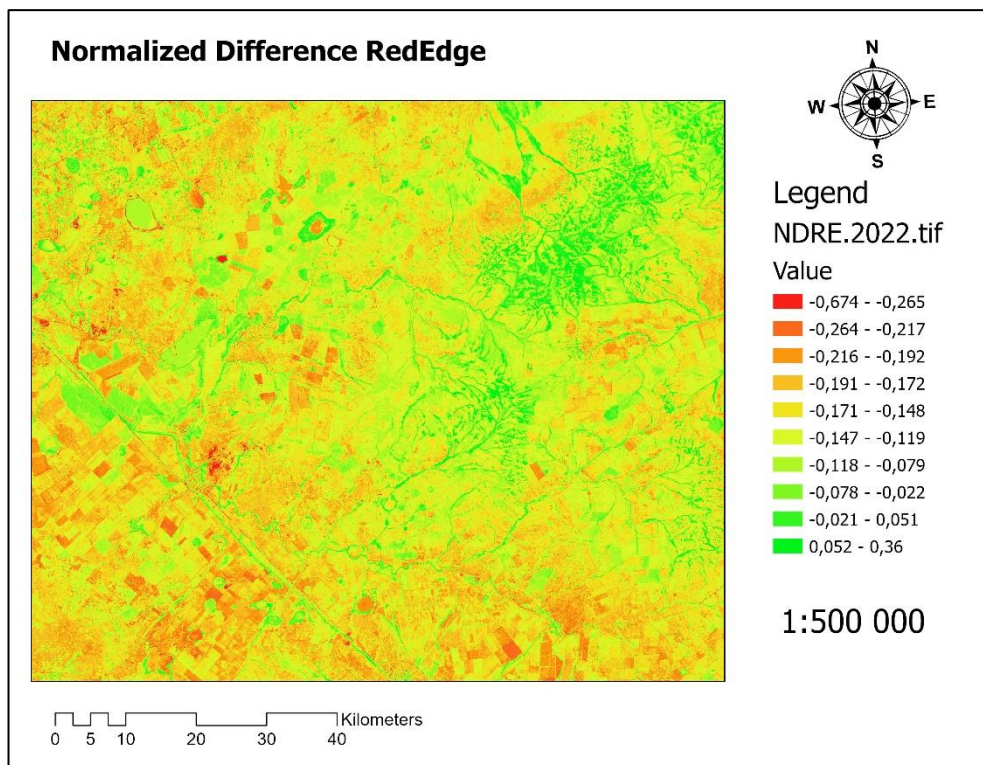 Normalized Difference RedEdge
N
W
E
S
Legend
NDRE.2022.tif
Value
-0,674 - -0,265
-0,264 - -0,217
-0,216 - -0,192
-0,191 - -0,172
-0,171 - -0,148
-0,147 - -0,119
-0,118 - -0,079
-0,078 - -0,022
-0,021 - 0,051
0,052 - 0,36
1:500 000
Kilometers
0 5 10 20 30 40